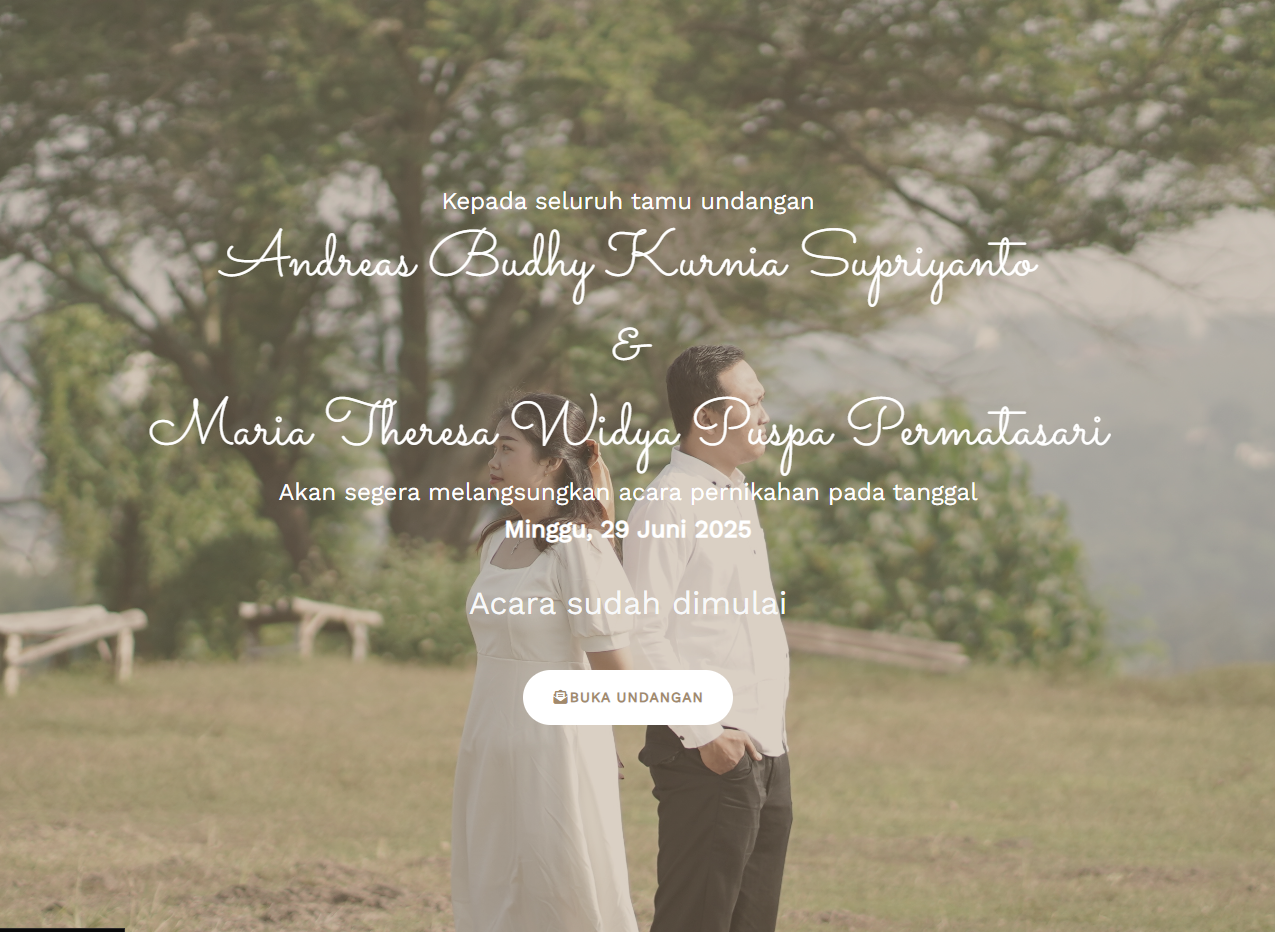 Kepada seluruh tamu undangan
Andreas Budhy Kurnia Supriyanto
&
Maria Theresa Widya Puspa Permatasari
Akan segera melangsungkan acara pernikahan pada tanggal
Minggu, 29 Juni 2025
Acara sudah dimulai
BUKA UNDANGAN